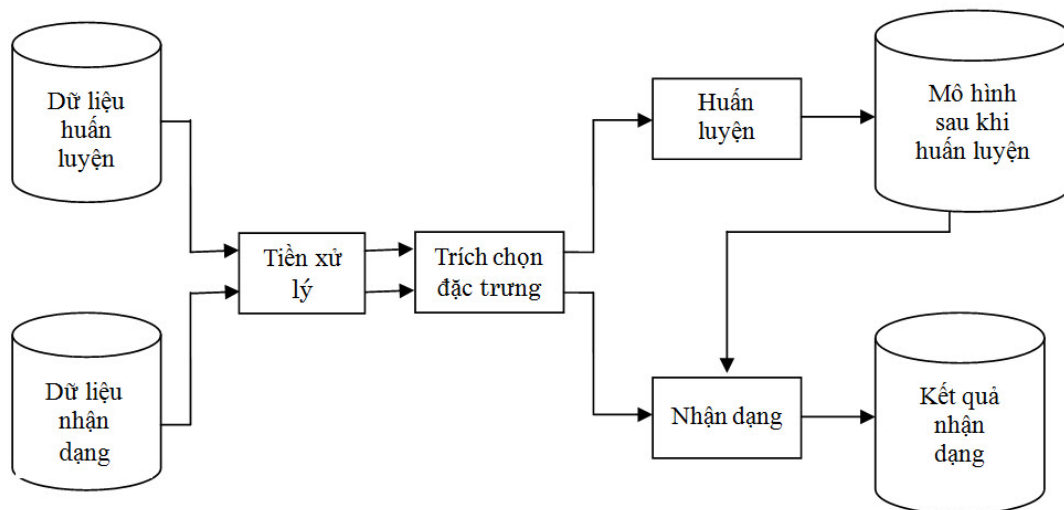 Dữ liệu
huấn
luyện
Huấn
luyện
Mô hình
sau khi
huấn luyện
Tiền xử
lý
Trích chọn
đặc trưng
Dữ liệu
nhận
dạng
Nhận dạng
Kết quả
nhận
dạng